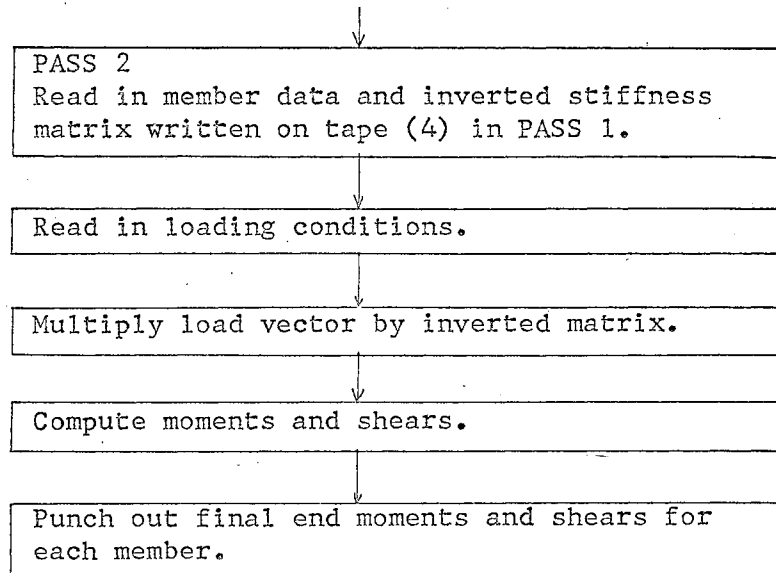 PASS 2
Read in member data and inverted stiffness
matrix written on tape (4) in PASS 1.
Read in loading conditions.
Multiply load vector by inverted matrix.
Compute moments and shears.
Punch out final end moments and shears for
each member.